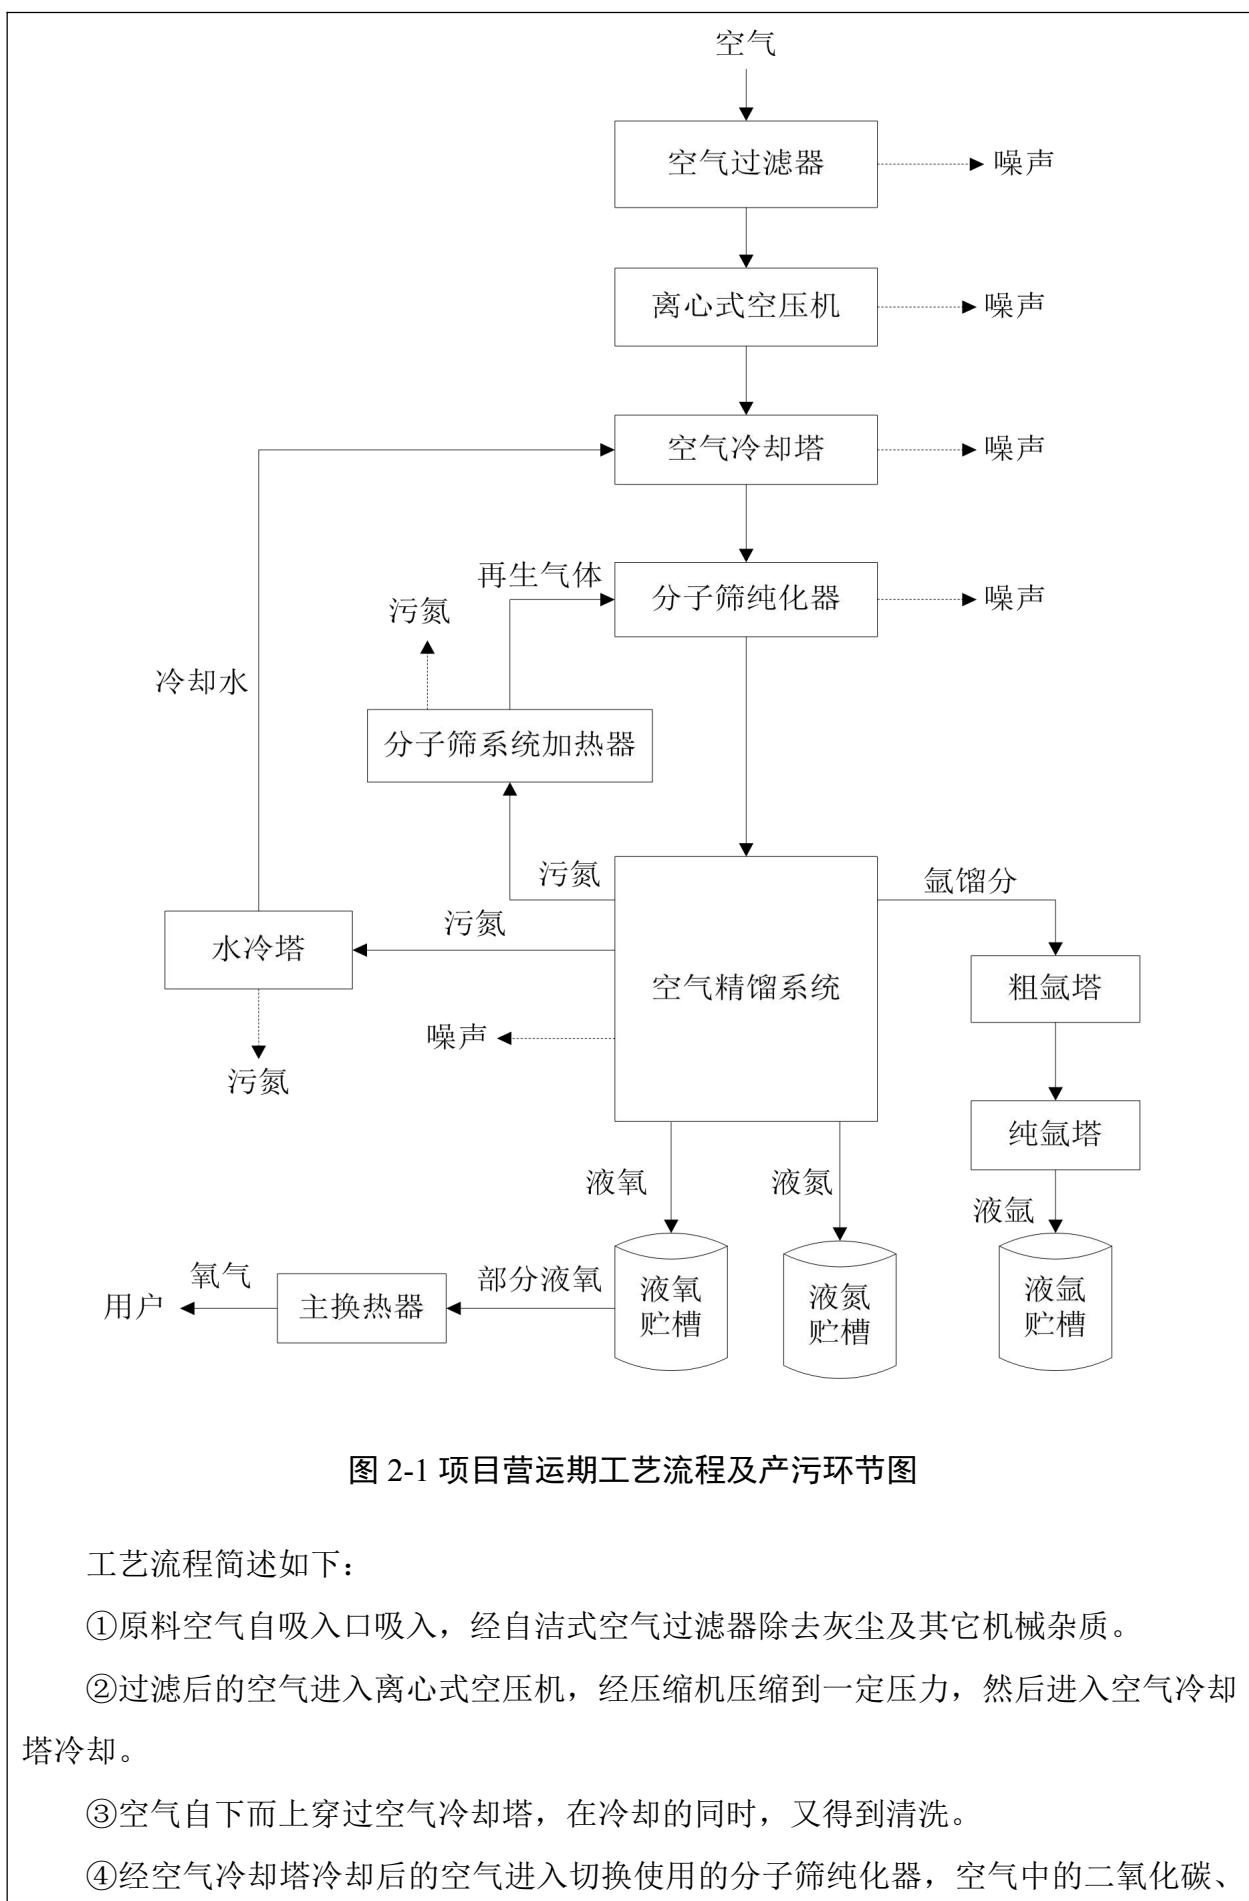 空气
空气过滤器
噪声
离心式空压机
噪声
空气冷却塔
噪声
再生气体
分子筛纯化器
噪声
污氮
冷却水
分子筛系统加热器
污氮
氩馏分
污氮
水冷塔
空气精馏系统
粗氩塔
噪声
污氮
纯氩塔
液氧
液氮
液氩
氧气
部分液氧
用户
主换热器
液氧
贮槽
液氮
贮槽
液氩
贮槽
图 2-1 项目营运期工艺流程及产污环节图
工艺流程简述如下：
①原料空气自吸入口吸入，经自洁式空气过滤器除去灰尘及其它机械杂质。
②过滤后的空气进入离心式空压机，经压缩机压缩到一定压力，然后进入空气冷却
塔冷却。
③空气自下而上穿过空气冷却塔，在冷却的同时，又得到清洗。
④经空气冷却塔冷却后的空气进入切换使用的分子筛纯化器，空气中的二氧化碳、